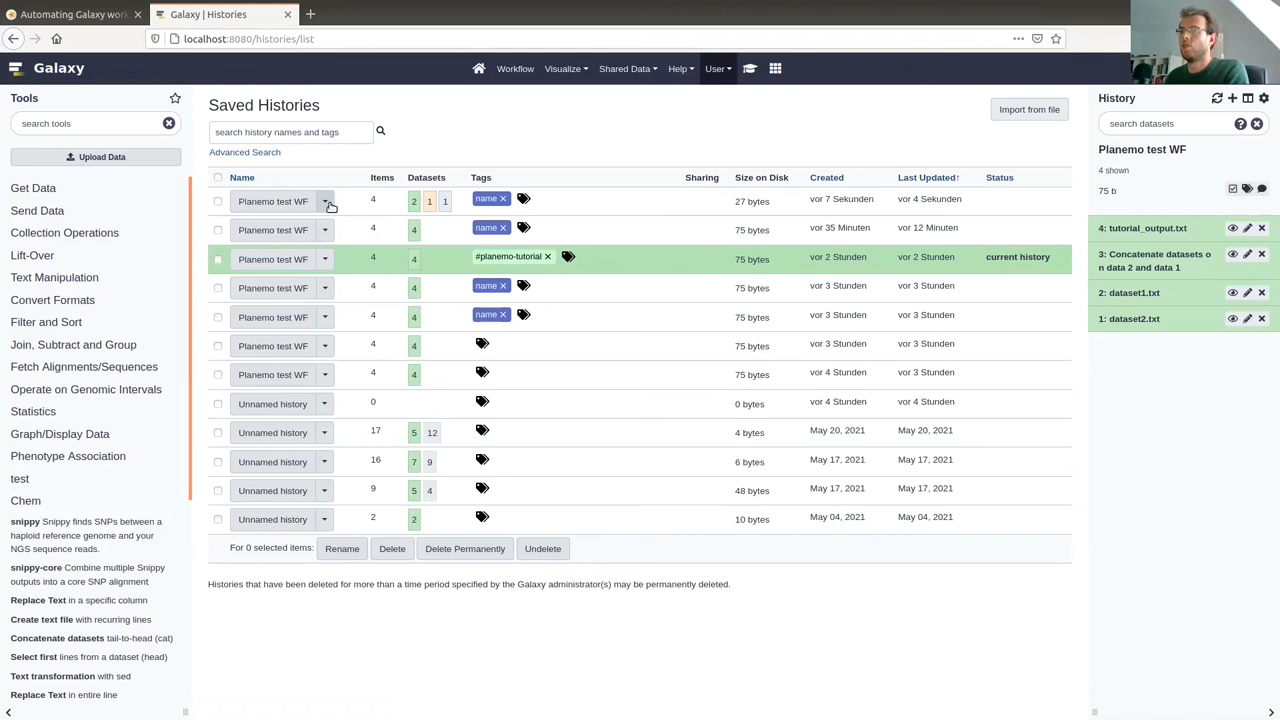 Automating Galaxy work
Galaxy | Histories
localhost:8080/histories/list
Galaxy
Workflow Visualize Shared Data Help User
Tools
search tools
Upload Data
Get Data
Send Data
Collection Operations
Lift-Over
Text Manipulation
Convert Formats
Filter and Sort
Join, Subtract and Group
Fetch Alignments/Sequences
Operate on Genomic Intervals
Statistics
Graph/Display Data
Phenotype Association
test
Chem
snippy Snippy finds SNPs between a
haploid reference genome and your
NGS sequence reads.
snippy-core Combine multiple Snippy
outputs into a core SNP alignment
Replace Text in a specific column
Create text file with recurring lines
Concatenate datasets tail-to-head (cat)
Select first lines from a dataset (head)
Text transformation with sed
Replace Text in entire line
Saved Histories
Import from file
search history names and tags
Advanced Search
Name Items Datasets Tags Sharing Size on Disk Created Last Updated↑ Status
Planemo test WF 4 2 1 1 name 27 bytes vor 7 Sekunden vor 4 Sekunden
Planemo test WF 4 4 name 75 bytes vor 35 Minuten vor 12 Minuten
Planemo test WF 4 4 #planemo-tutorial 75 bytes vor 2 Stunden vor 2 Stunden current history
Planemo test WF 4 4 name 75 bytes vor 3 Stunden vor 3 Stunden
Planemo test WF 4 4 name 75 bytes vor 3 Stunden vor 3 Stunden
Planemo test WF 4 4 75 bytes vor 3 Stunden vor 3 Stunden
Planemo test WF 4 4 75 bytes vor 4 Stunden vor 3 Stunden
Unnamed history 0 0 bytes vor 4 Stunden vor 4 Stunden
Unnamed history 17 5 12 4 bytes May 20, 2021 May 20, 2021
Unnamed history 16 7 9 6 bytes May 17, 2021 May 17, 2021
Unnamed history 9 5 4 48 bytes May 17, 2021 May 17, 2021
Unnamed history 2 2 10 bytes May 04, 2021 May 04, 2021
For 0 selected items: Rename Delete Delete Permanently Undelete
Histories that have been deleted for more than a time period specified by the Galaxy administrator(s) may be permanently deleted.
History
search datasets
Planemo test WF
4 shown
75 b
4: tutorial_output.txt
3: Concatenate datasets o
n data 2 and data 1
2: dataset1.txt
1: dataset2.txt